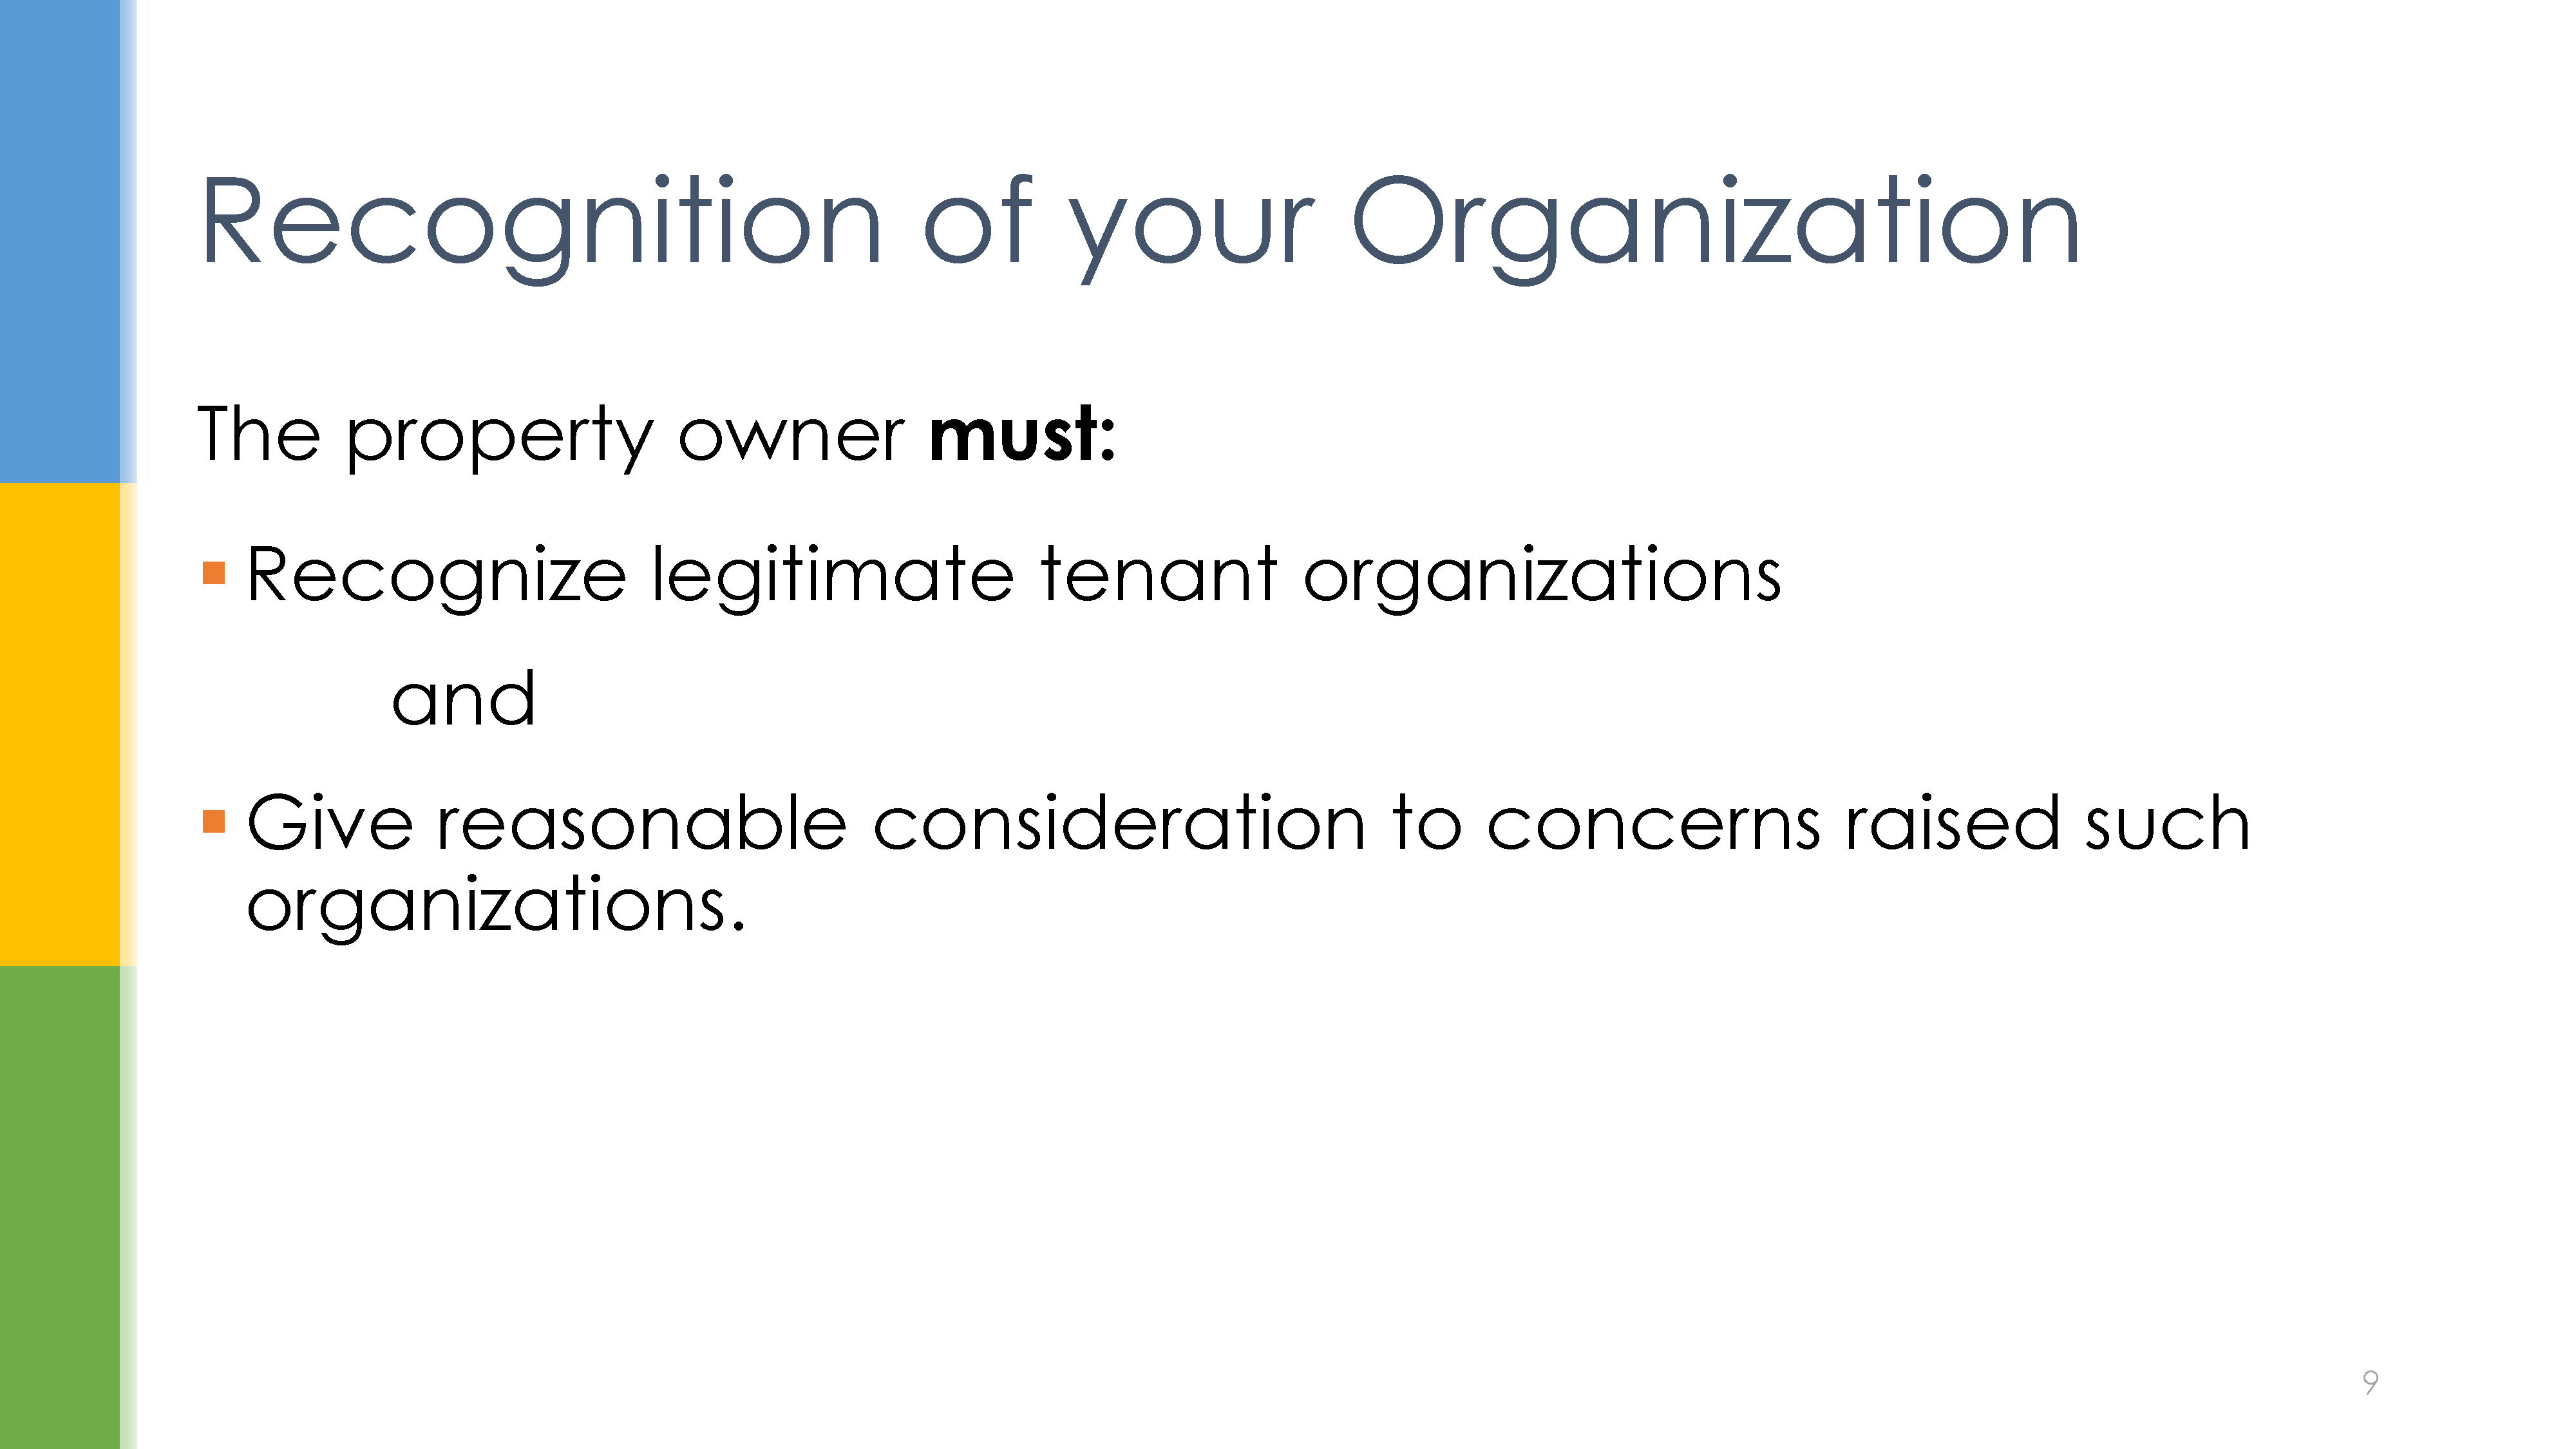 Recognition of your Organization
The property owner must:
▪ Recognize legitimate tenant organizations
and
▪ Give reasonable consideration to concerns raised such
organizations.
9